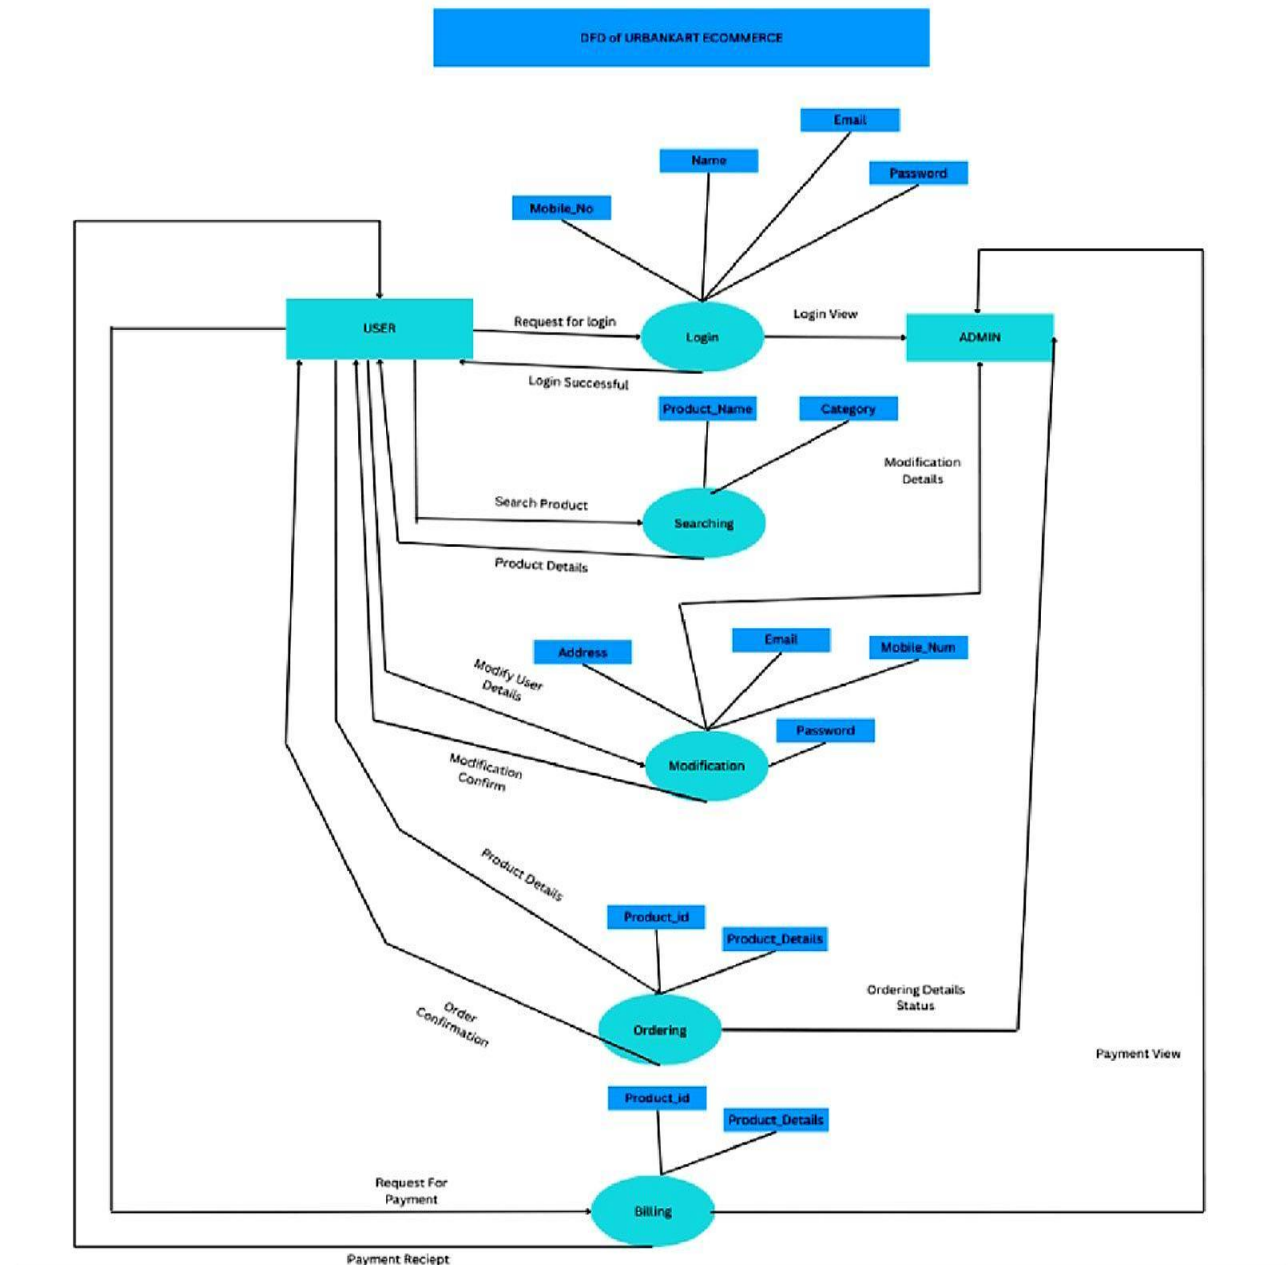 DFD of URBANKART ECOMMERCE
Email
Name
Password
Mobile_No
USER
Request for login
Login
Login View
ADMIN
Login Successful
Product_Name
Category
Modification
Details
Search Product
Searching
Product Details
Address
Email
Mobile_Num
Modify User
Details
Password
Modification
Modification
Confirm
Product Details
Product_id
Product_Details
Ordering Details
Status
Order
Confirmation
Ordering
Payment View
Product_id
Product_Details
Request For
Payment
Billing
Payment Reciept